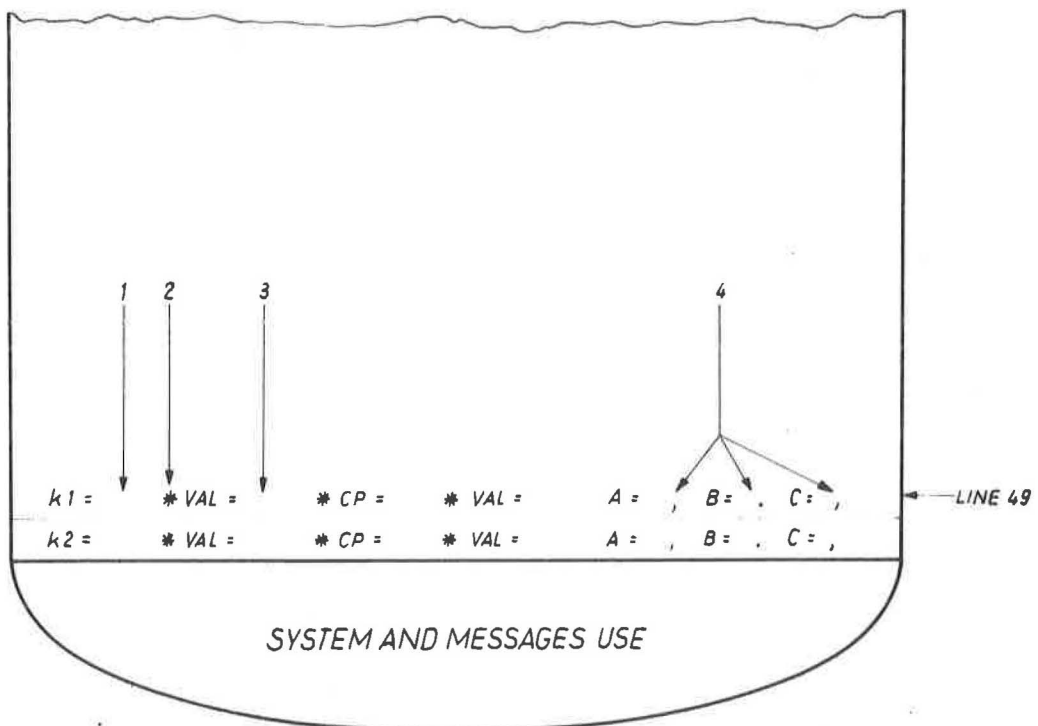 1 2 3 4
k1 = * VAL = * CP = * VAL = A = , B = . C = , LINE 49
k2 = * VAL = * CP = * VAL = A = , B = . C = ,
SYSTEM AND MESSAGES USE